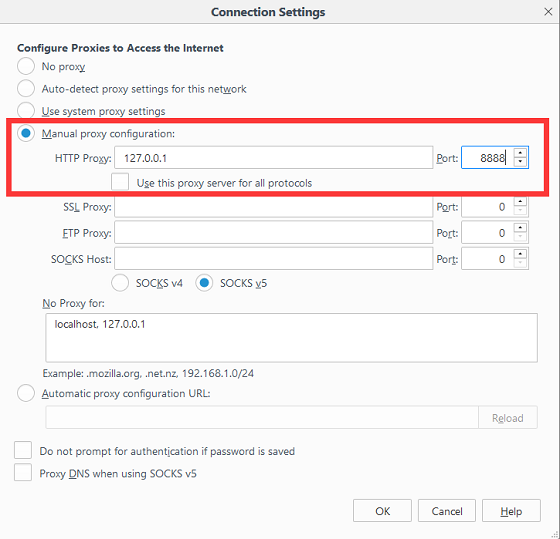 Connection Settings
Configure Proxies to Access the Internet
No proxy
Auto-detect proxy settings for this network
Use system proxy settings
Manual proxy configuration:
HTTP Proxy: 127.0.0.1 Port: 8888
Use this proxy server for all protocols
SSL Proxy: Port: 0
FTP Proxy: Port: 0
SOCKS Host: Port: 0
SOCKS v4 SOCKS v5
No Proxy for:
localhost, 127.0.0.1
Example: .mozilla.org, .net.nz, 192.168.1.0/24
Automatic proxy configuration URL:
Reload
Do not prompt for authentication if password is saved
Proxy DNS when using SOCKS v5
OK Cancel Help